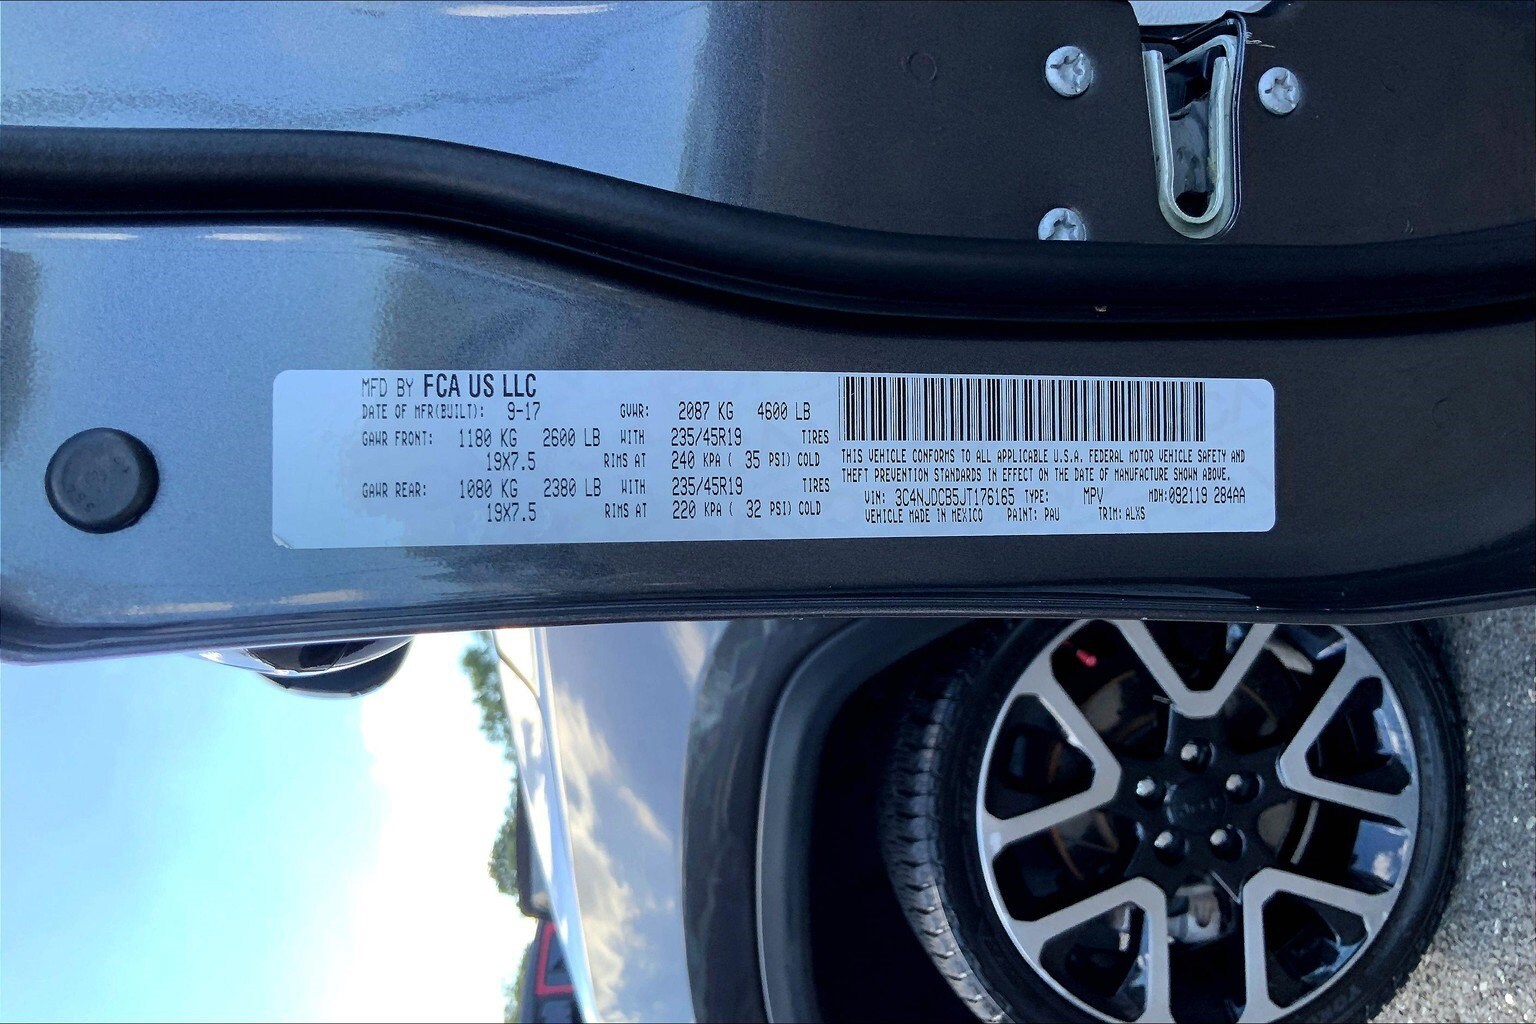 MFD BY FCA US LLC
DATE OF MFR(BUILT): 9-17 GVWR: 2087 KG 4600 LB
GAWR FRONT: 1180 KG 2600 LB WITH 235/45R19 TIRES
19X7.5 RIMS AT 240 KPA ( 35 PSI) COLD
GAWR REAR: 1080 KG 2380 LB WITH 235/45R19 TIRES
19X7.5 RIMS AT 220 KPA ( 32 PSI) COLD
THIS VEHICLE CONFORMS TO ALL APPLICABLE U.S.A. FEDERAL MOTOR VEHICLE SAFETY AND
THEFT PREVENTION STANDARDS IN EFFECT ON THE DATE OF MANUFACTURE SHOWN ABOVE.
VIN: 3C4NJDCB5JT176165 TYPE: MPV MDH:092119 284AA
VEHICLE MADE IN MEXICO PAINT: PAU TRIM: ALXS
Jeep